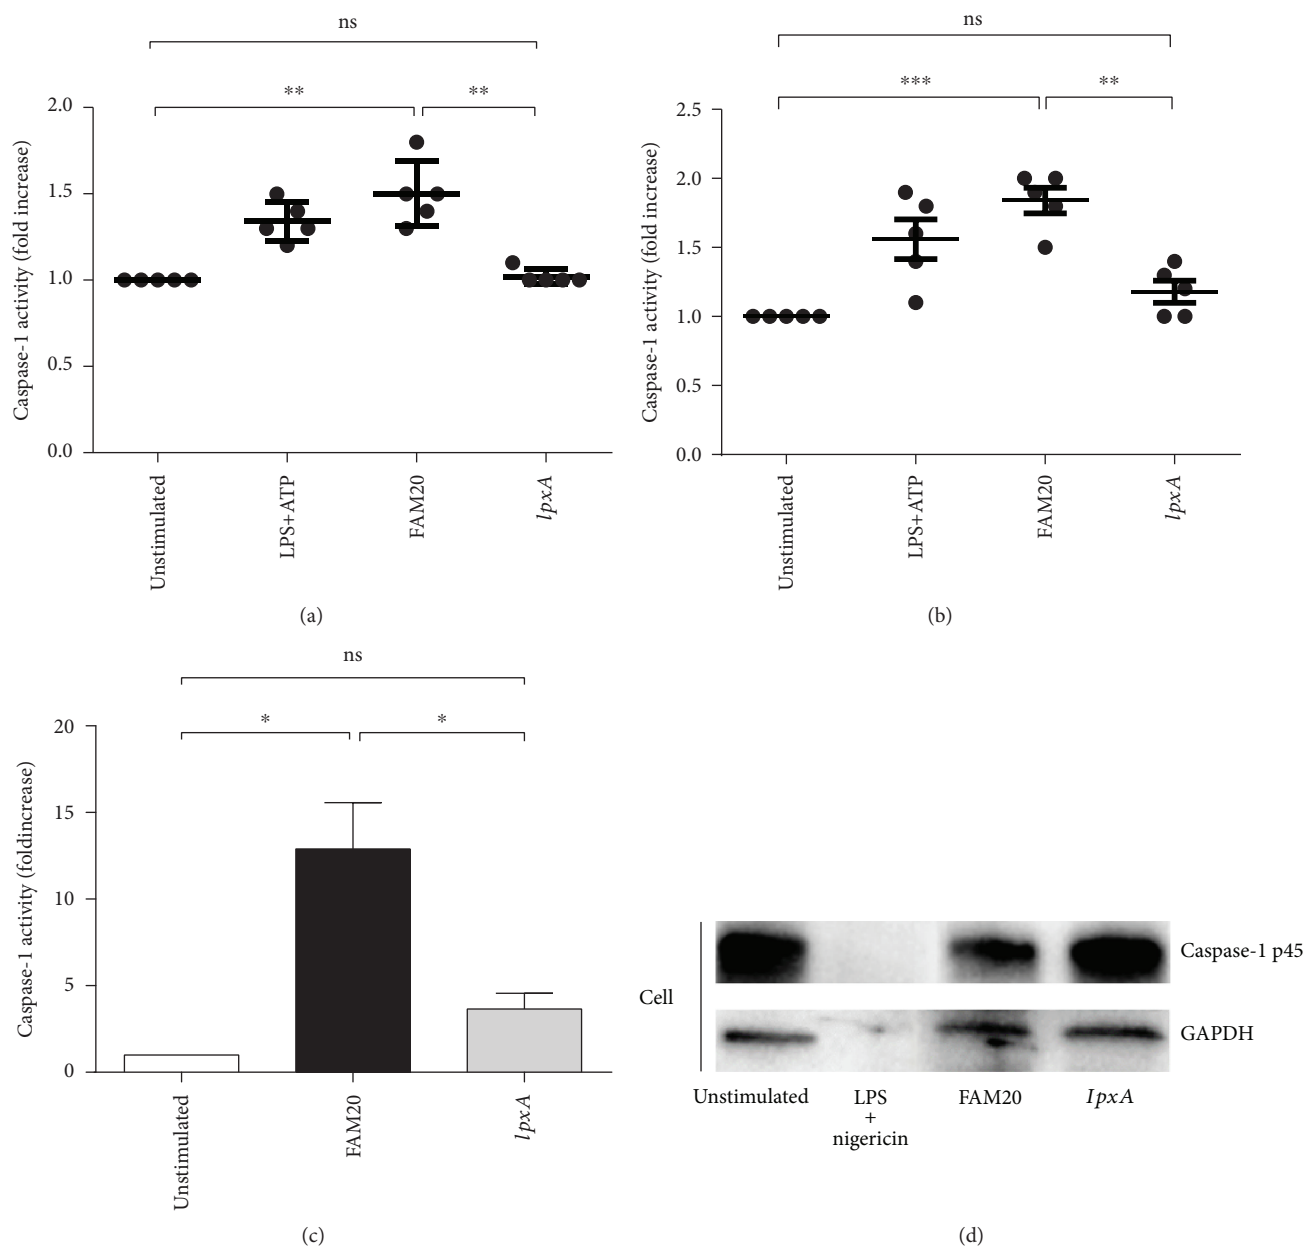 ns
** **
2.0
1.5
1.0
0.5
0.0
Caspase-1 activity (fold increase)
Unstimulated
LPS+ATP
FAM20
lpxA
(a)
ns
*** **
2.5
2.0
1.5
1.0
0.5
0.0
Caspase-1 activity (fold increase)
Unstimulated
LPS+ATP
FAM20
lpxA
(b)
ns
* *
20
15
10
5
0
Caspase-1 activity (foldincrease)
Unstimulated
FAM20
lpxA
(c)
Cell
Caspase-1 p45
GAPDH
Unstimulated
LPS
+
nigericin
FAM20
IpxA
(d)